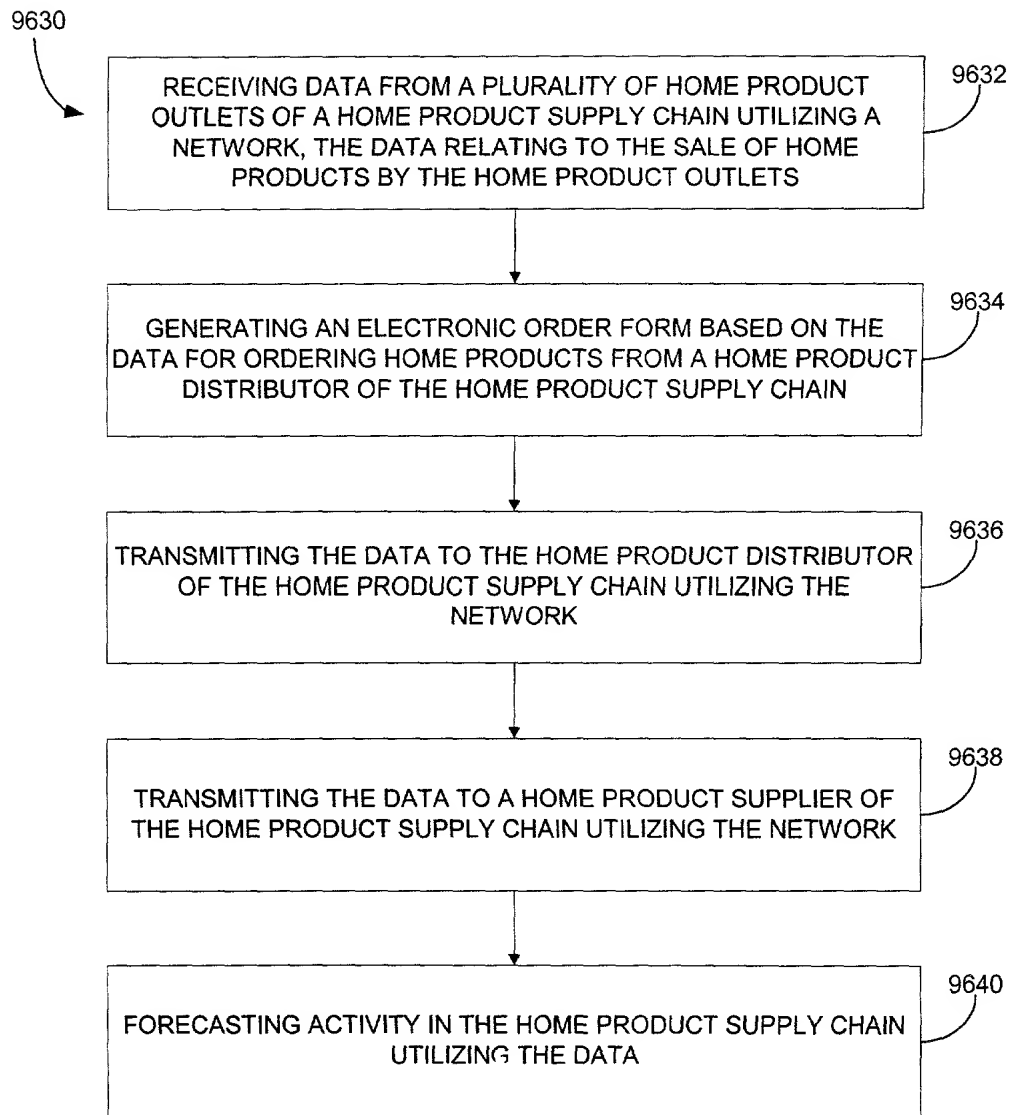 9630
RECEIVING DATA FROM A PLURALITY OF HOME PRODUCT
OUTLETS OF A HOME PRODUCT SUPPLY CHAIN UTILIZING A
NETWORK, THE DATA RELATING TO THE SALE OF HOME
PRODUCTS BY THE HOME PRODUCT OUTLETS
9632
GENERATING AN ELECTRONIC ORDER FORM BASED ON THE
DATA FOR ORDERING HOME PRODUCTS FROM A HOME PRODUCT
DISTRIBUTOR OF THE HOME PRODUCT SUPPLY CHAIN
9634
TRANSMITTING THE DATA TO THE HOME PRODUCT DISTRIBUTOR
OF THE HOME PRODUCT SUPPLY CHAIN UTILIZING THE
NETWORK
9636
TRANSMITTING THE DATA TO A HOME PRODUCT SUPPLIER OF
THE HOME PRODUCT SUPPLY CHAIN UTILIZING THE NETWORK
9638
FORECASTING ACTIVITY IN THE HOME PRODUCT SUPPLY CHAIN
UTILIZING THE DATA
9640